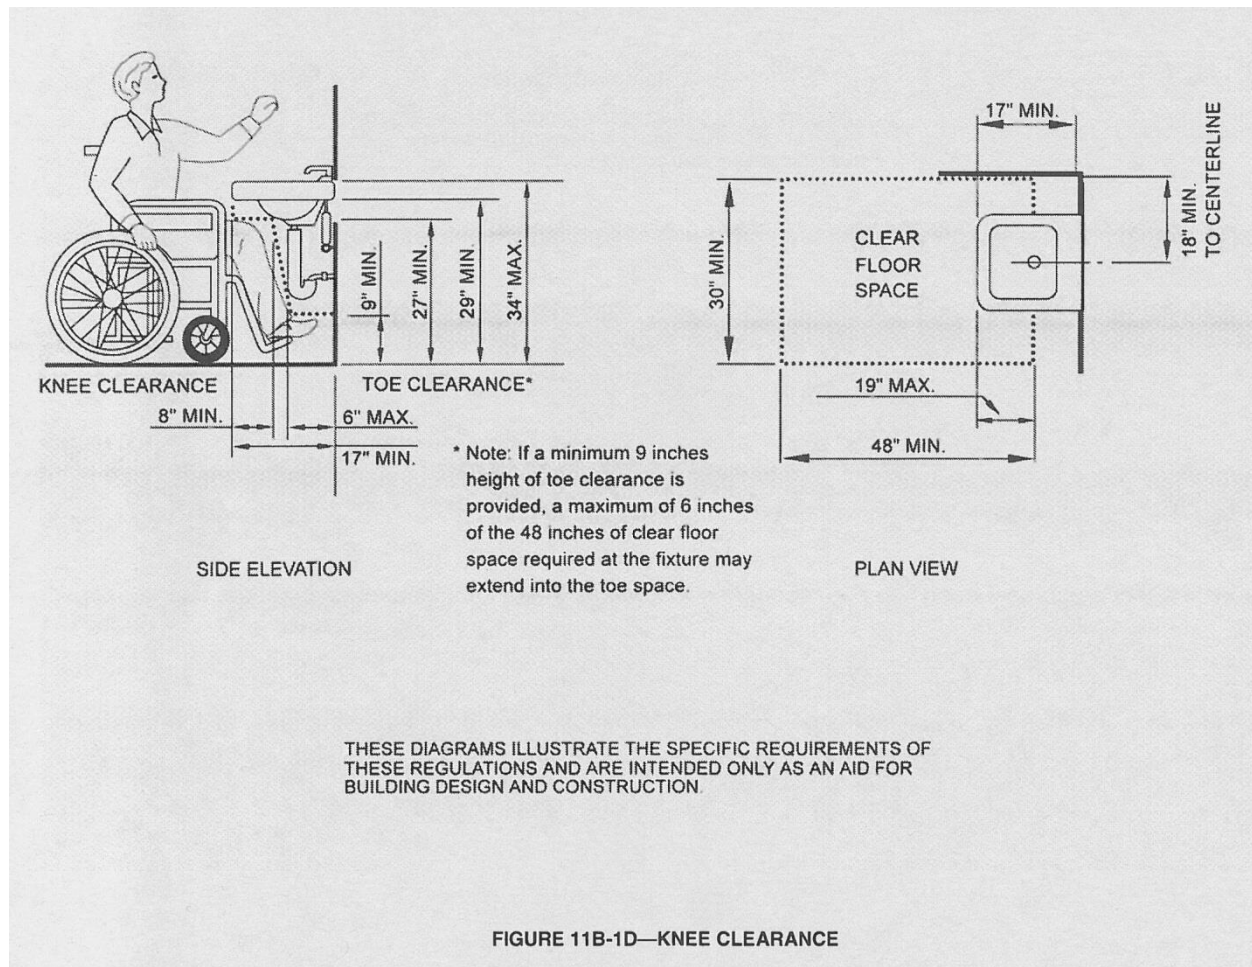 17" MIN.
18" MIN.
TO CENTERLINE
9" MIN.
27" MIN.
29" MIN.
34" MAX.
30" MIN.
CLEAR
FLOOR
SPACE
KNEE CLEARANCE
TOE CLEARANCE*
19" MAX.
8" MIN.
6" MAX.
17" MIN.
48" MIN.
* Note: If a minimum 9 inches
height of toe clearance is
provided, a maximum of 6 inches
of the 48 inches of clear floor
space required at the fixture may
extend into the toe space.
SIDE ELEVATION
PLAN VIEW
THESE DIAGRAMS ILLUSTRATE THE SPECIFIC REQUIREMENTS OF
THESE REGULATIONS AND ARE INTENDED ONLY AS AN AID FOR
BUILDING DESIGN AND CONSTRUCTION.
FIGURE 11B-1D—KNEE CLEARANCE